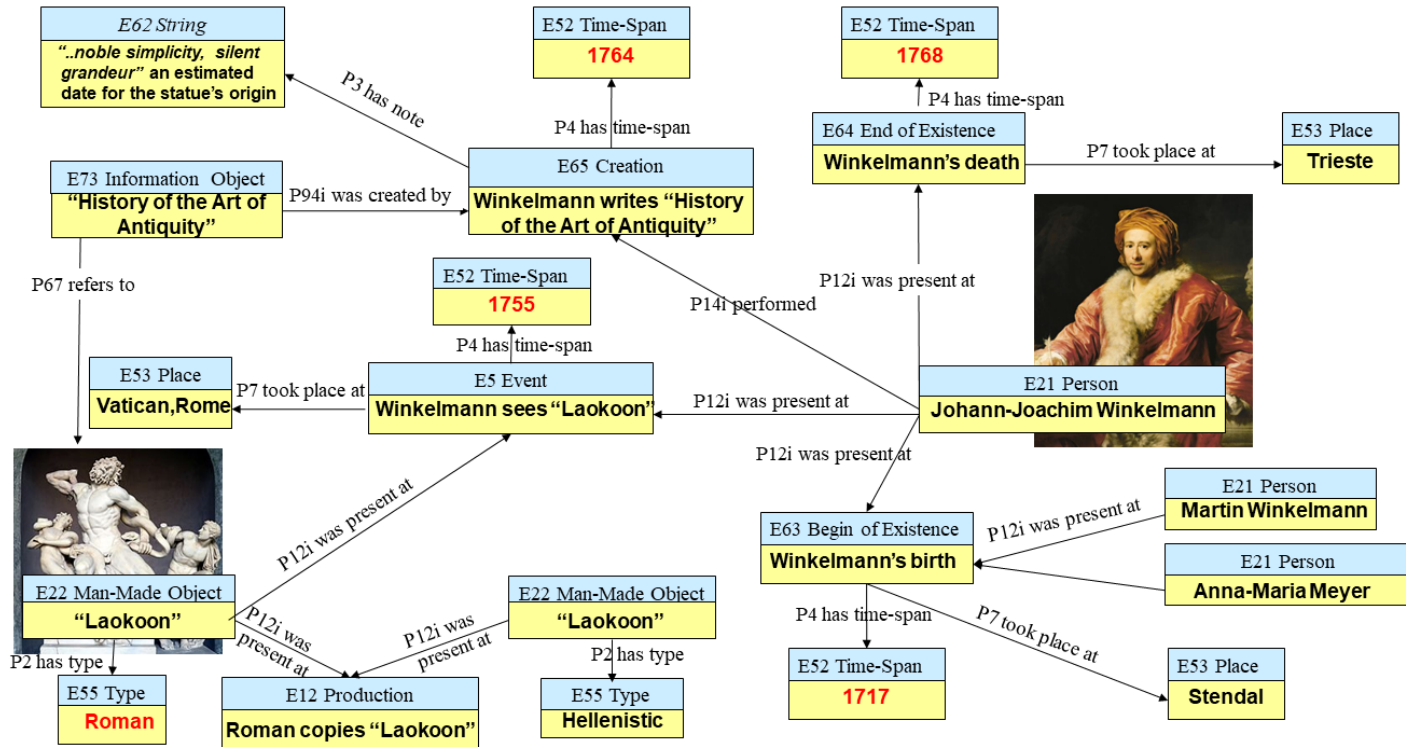 E62 String
“..noble simplicity, silent
grandeur” an estimated
date for the statue’s origin
E52 Time-Span
1764
E52 Time-Span
1768
P3 has note
P4 has time-span
P4 has time-span
E64 End of Existence
Winkelmann’s death
P7 took place at
E53 Place
Trieste
E73 Information Object
“History of the Art of
Antiquity”
P94i was created by
E65 Creation
Winkelmann writes “History
of the Art of Antiquity”
P67 refers to
E52 Time-Span
1755
P14i performed
P12i was present at
P4 has time-span
E53 Place
Vatican,Rome
P7 took place at
E5 Event
Winkelmann sees “Laokoon”
P12i was present at
E21 Person
Johann-Joachim Winkelmann
P12i was present at
P12i was present at
E63 Begin of Existence
Winkelmann’s birth
P12i was present at
E21 Person
Martin Winkelmann
E21 Person
Anna-Maria Meyer
E22 Man-Made Object
“Laokoon”
P12i was
present at
P12i was
present at
E22 Man-Made Object
“Laokoon”
P4 has time-span
P7 took place at
P2 has type
E55 Type
Roman
E12 Production
Roman copies “Laokoon”
P2 has type
E55 Type
Hellenistic
E52 Time-Span
1717
E53 Place
Stendal